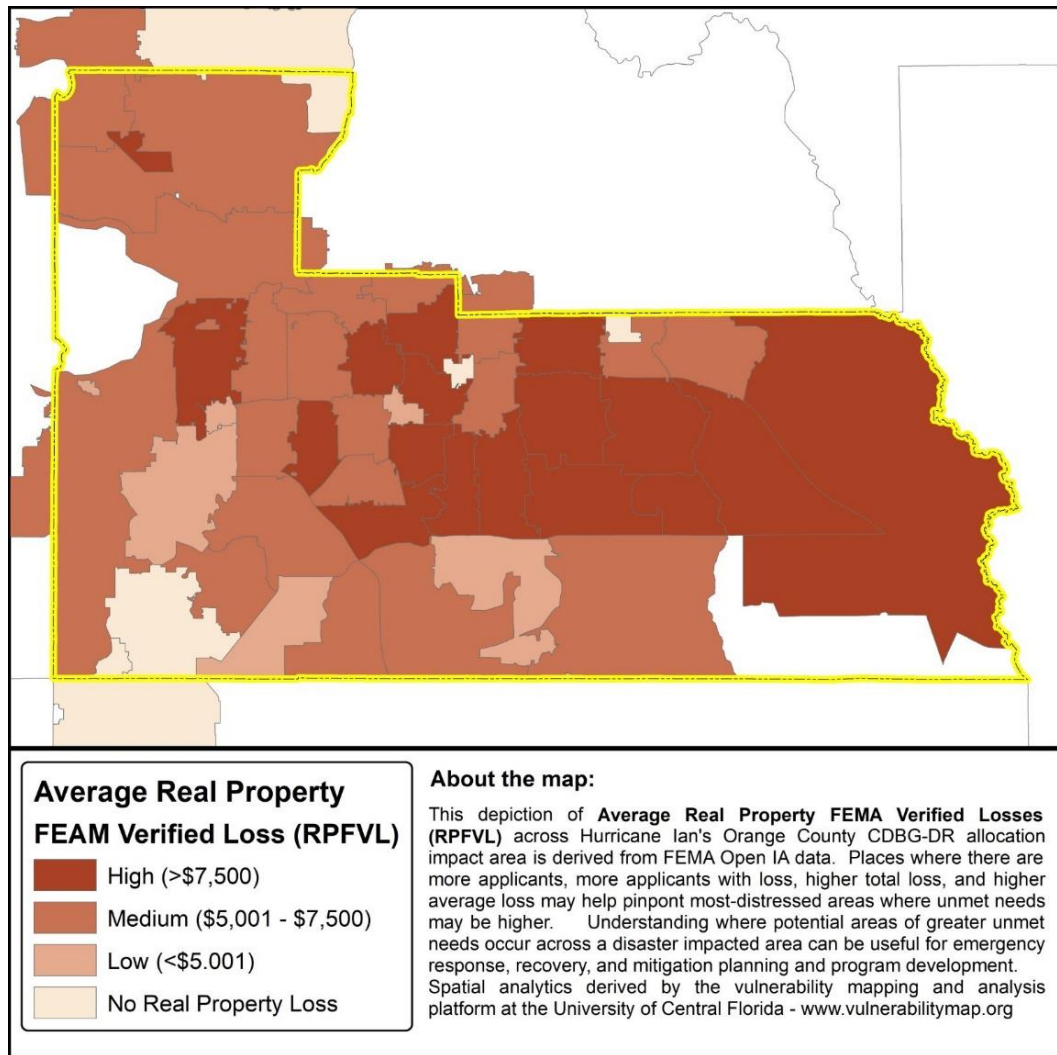 Average Real Property
FEAM Verified Loss (RPFVL)
High (>$7,500)
Medium ($5,001 - $7,500)
Low (<$5.001)
No Real Property Loss
About the map:
This depiction of Average Real Property FEMA Verified Losses
(RPFVL) across Hurricane Ian's Orange County CDBG-DR allocation
impact area is derived from FEMA Open IA data. Places where there are
more applicants, more applicants with loss, higher total loss, and higher
average loss may help pinpont most-distressed areas where unmet needs
may be higher. Understanding where potential areas of greater unmet
needs occur across a disaster impacted area can be useful for emergency
response, recovery, and mitigation planning and program development.
Spatial analytics derived by the vulnerability mapping and analysis
platform at the University of Central Florida - www.vulnerabilitymap.org